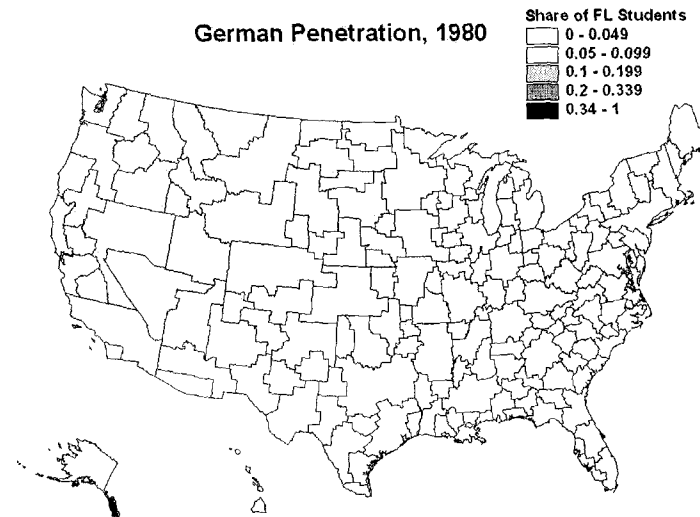 German Penetration, 1980
Share of FL Students
0 - 0.049
0.05 - 0.099
0.1 - 0.199
0.2 - 0.339
0.34 - 1